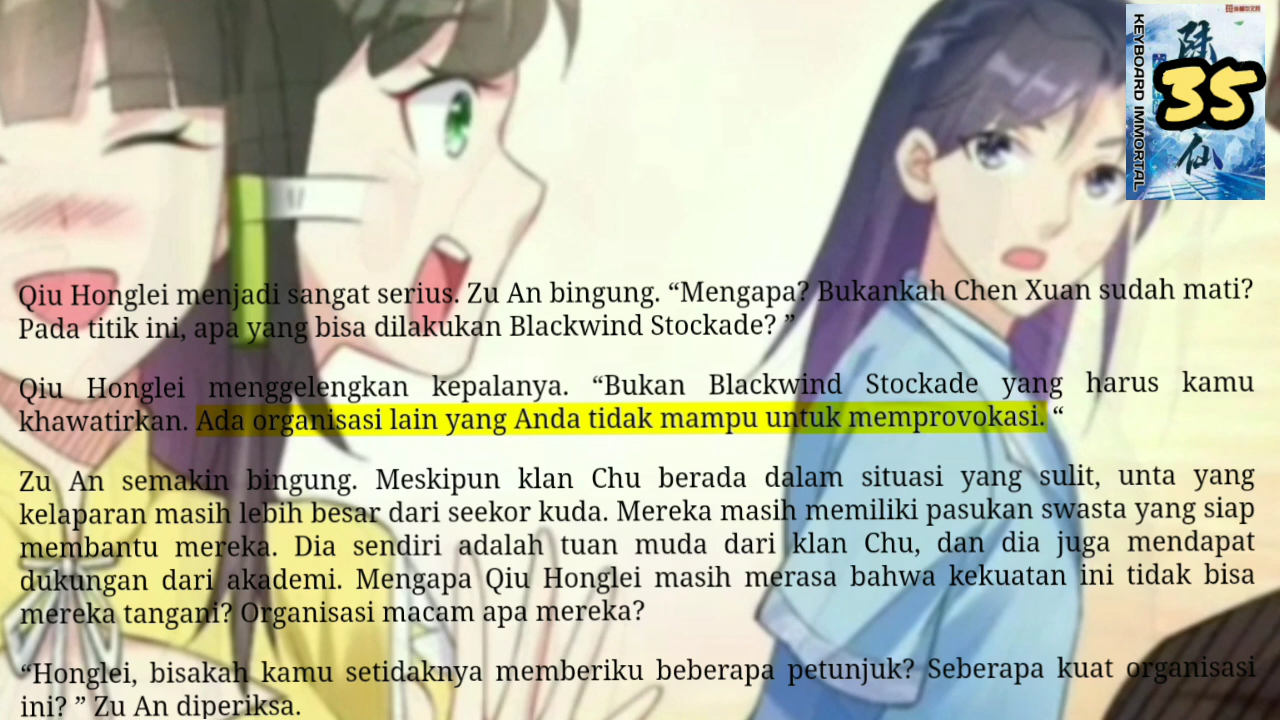 KEYBOARD IMMORTAL
陆
仙
35
Qiu Honglei menjadi sangat serius. Zu An bingung. “Mengapa? Bukankah Chen Xuan sudah mati?
Pada titik ini, apa yang bisa dilakukan Blackwind Stockade? ”
Qiu Honglei menggelengkan kepalanya. “Bukan Blackwind Stockade yang harus kamu
khawatirkan. Ada organisasi lain yang Anda tidak mampu untuk memprovokasi. “
Zu An semakin bingung. Meskipun klan Chu berada dalam situasi yang sulit, unta yang
kelaparan masih lebih besar dari seekor kuda. Mereka masih memiliki pasukan swasta yang siap
membantu mereka. Dia sendiri adalah tuan muda dari klan Chu, dan dia juga mendapat
dukungan dari akademi. Mengapa Qiu Honglei masih merasa bahwa kekuatan ini tidak bisa
mereka tangani? Organisasi macam apa mereka?
“Honglei, bisakah kamu setidaknya memberiku beberapa petunjuk? Seberapa kuat organisasi
ini? ” Zu An diperiksa.